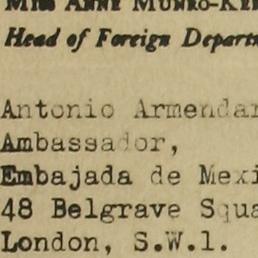 Miss Anne Munro-Ke
Head of Foreign Depart
Antonio Armendar
Ambassador,
Embajada de Mexi
48 Belgrave Squa
London, S.W.1.